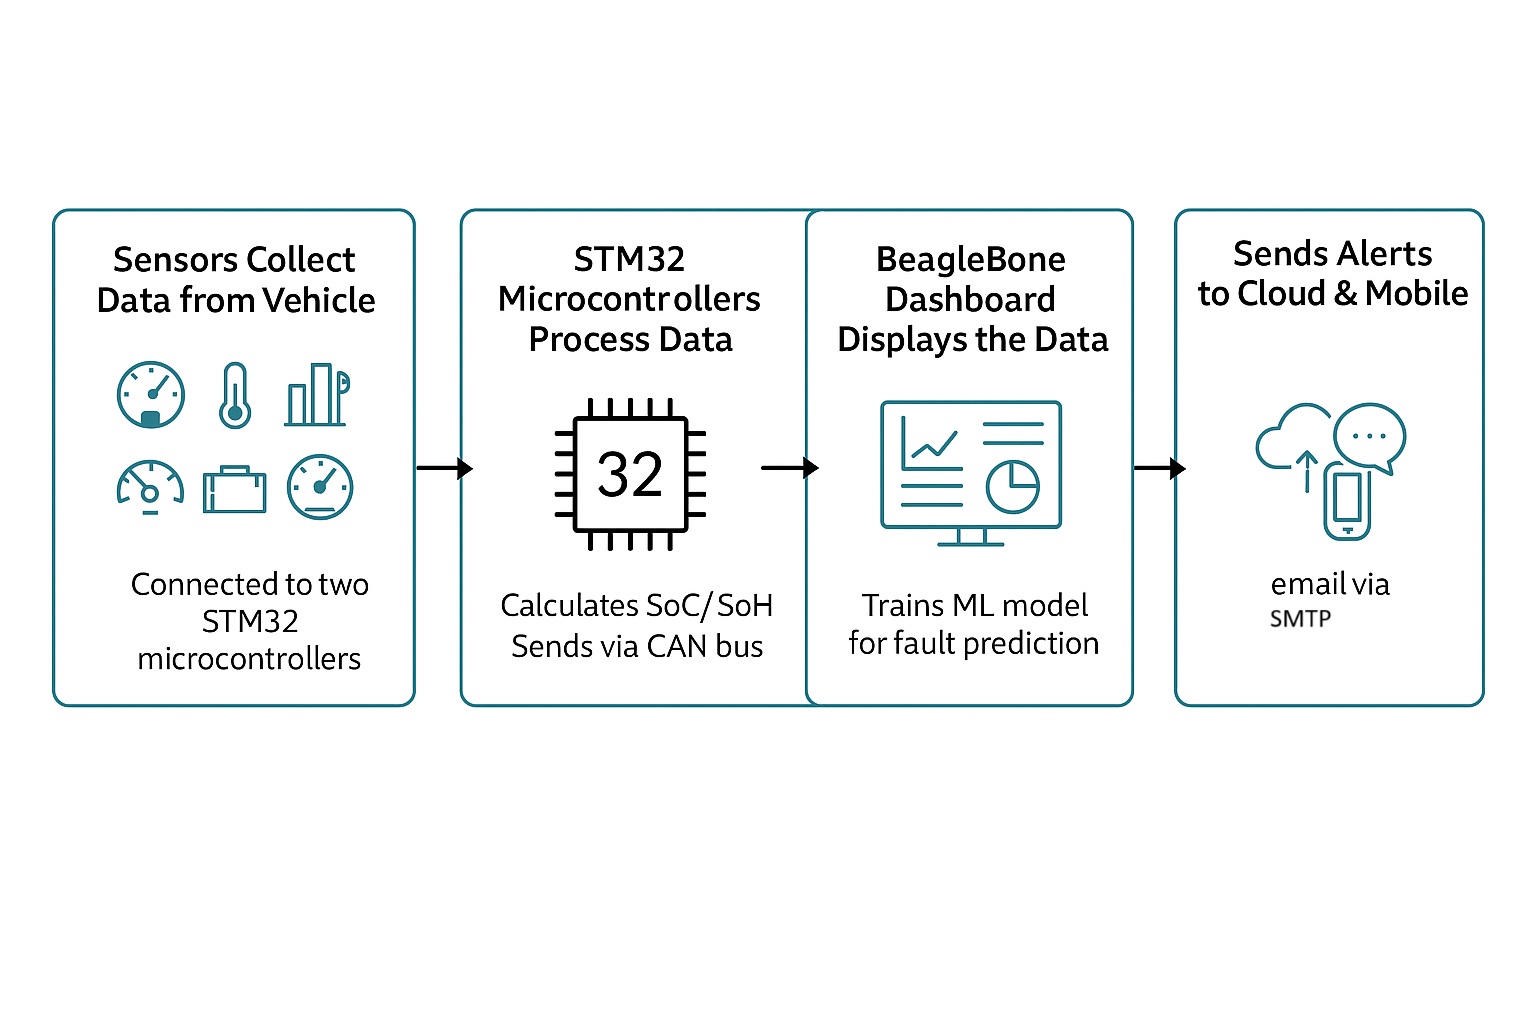 Sensors Collect
Data from Vehicle
Connected to two
STM32
microcontrollers
STM32
Microcontrollers
Process Data
32
Calculates SoC/SoH
Sends via CAN bus
BeagleBone
Dashboard
Displays the Data
Trains ML model
for fault prediction
Sends Alerts
to Cloud & Mobile
email via
SMTP